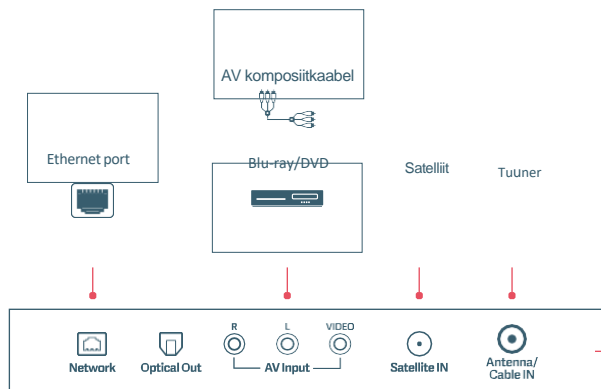 AV komposiitkaabel
Ethernet port
Blu-ray/DVD
Satelliit
Tuuner
R
L
VIDEO
Network
Optical Out
AV Input
Satellite IN
Antenna/
Cable IN